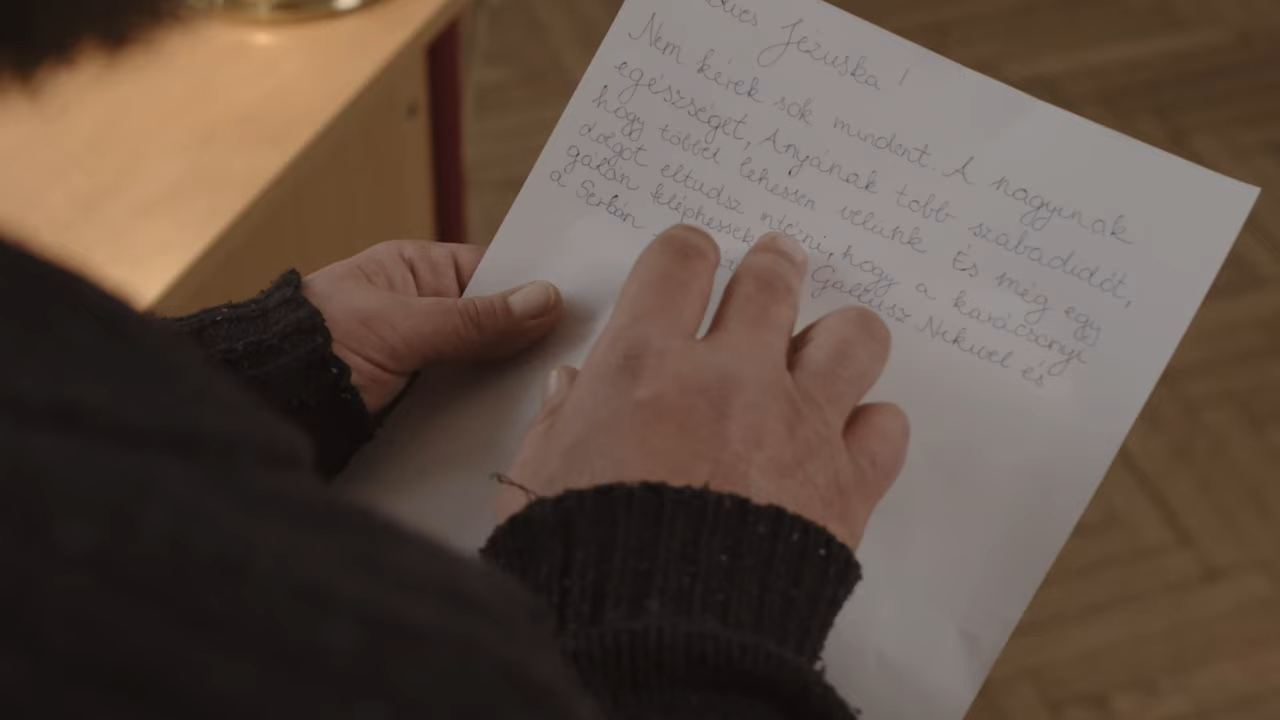 Jézuska!
Nem kérek sok mindent. A nagyinak
egészséget, Anyának több szabadidőt,
hogy többet lehessen velünk És még egy
dolgot eltudsz intézni, hogy a karácsonyi
gálán felléphessek Gallusz Nikivel és
a Serbán